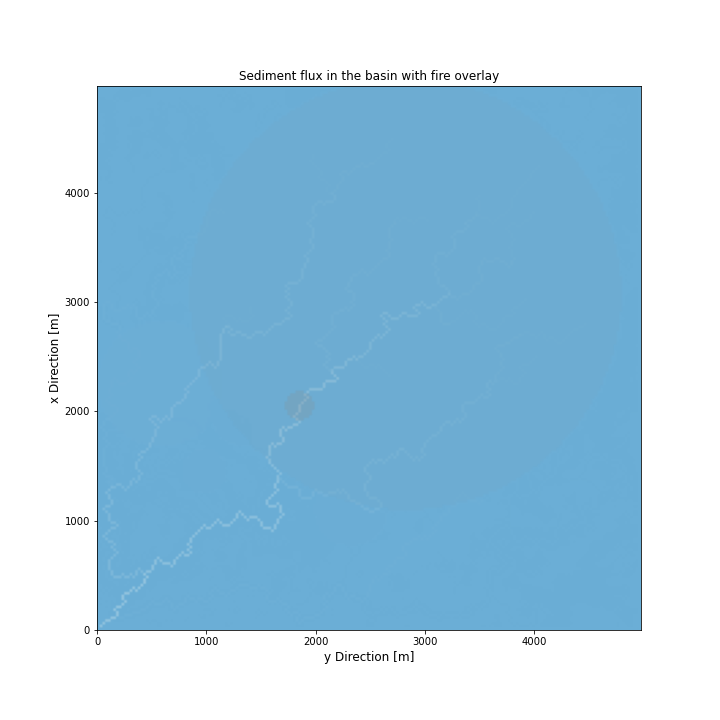 Sediment flux in the basin with fire overlay
x Direction [m]
4000
3000
2000
1000
0
0 1000 2000 3000 4000
y Direction [m]